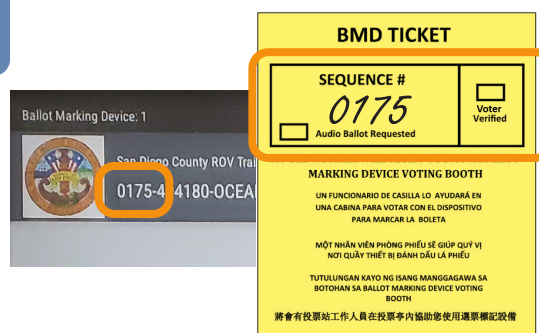 Ballot Marking Device: 1
San Diego County ROV Trai
0175-4 4180-OCEA
BMD TICKET
SEQUENCE #
0175
Audio Ballot Requested
Voter
Verified
MARKING DEVICE VOTING BOOTH
UN FUNCIONARIO DE CASILLA LO AYUDARÁ EN
UNA CABINA PARA VOTAR CON EL DISPOSITIVO
PARA MARCAR LA BOLETA
MỘT NHÂN VIÊN PHÒNG PHIẾU SẼ GIÚP QUÝ VỊ
NƠI QUẦY THIẾT BỊ ĐÁNH DẤU LÁ PHIẾU
TUTULUNGAN KAYO NG ISANG MANGGAGAWA SA
BOTOHAN SA BALLOT MARKING DEVICE VOTING
BOOTH
將會有投票站工作人員在投票亭內協助您使用選票標記設備